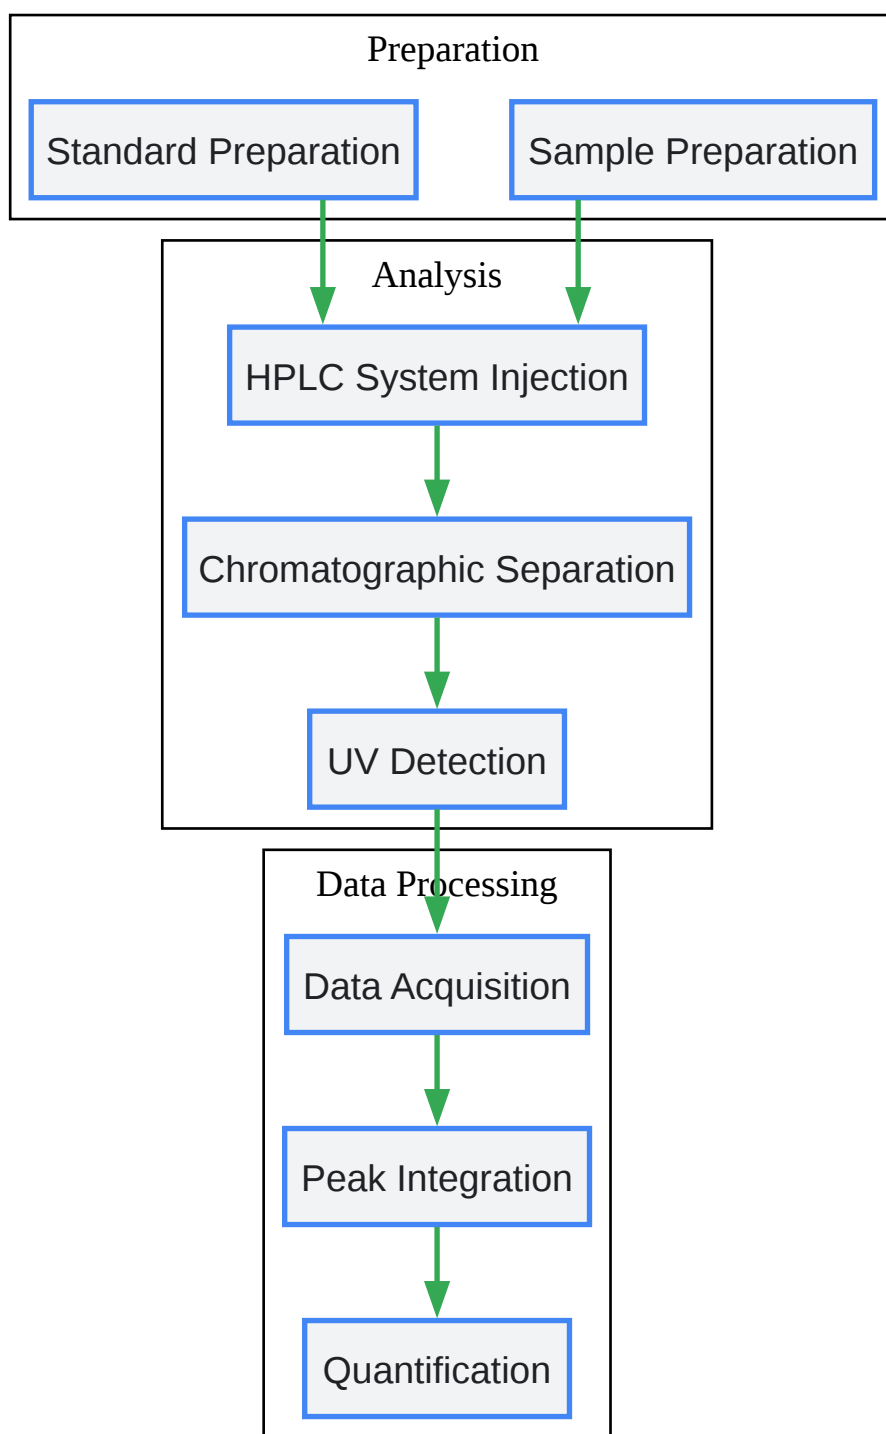 Preparation
Standard Preparation
Sample Preparation
Analysis
HPLC System Injection
Chromatographic Separation
UV Detection
Data Processing
Data Acquisition
Peak Integration
Quantification